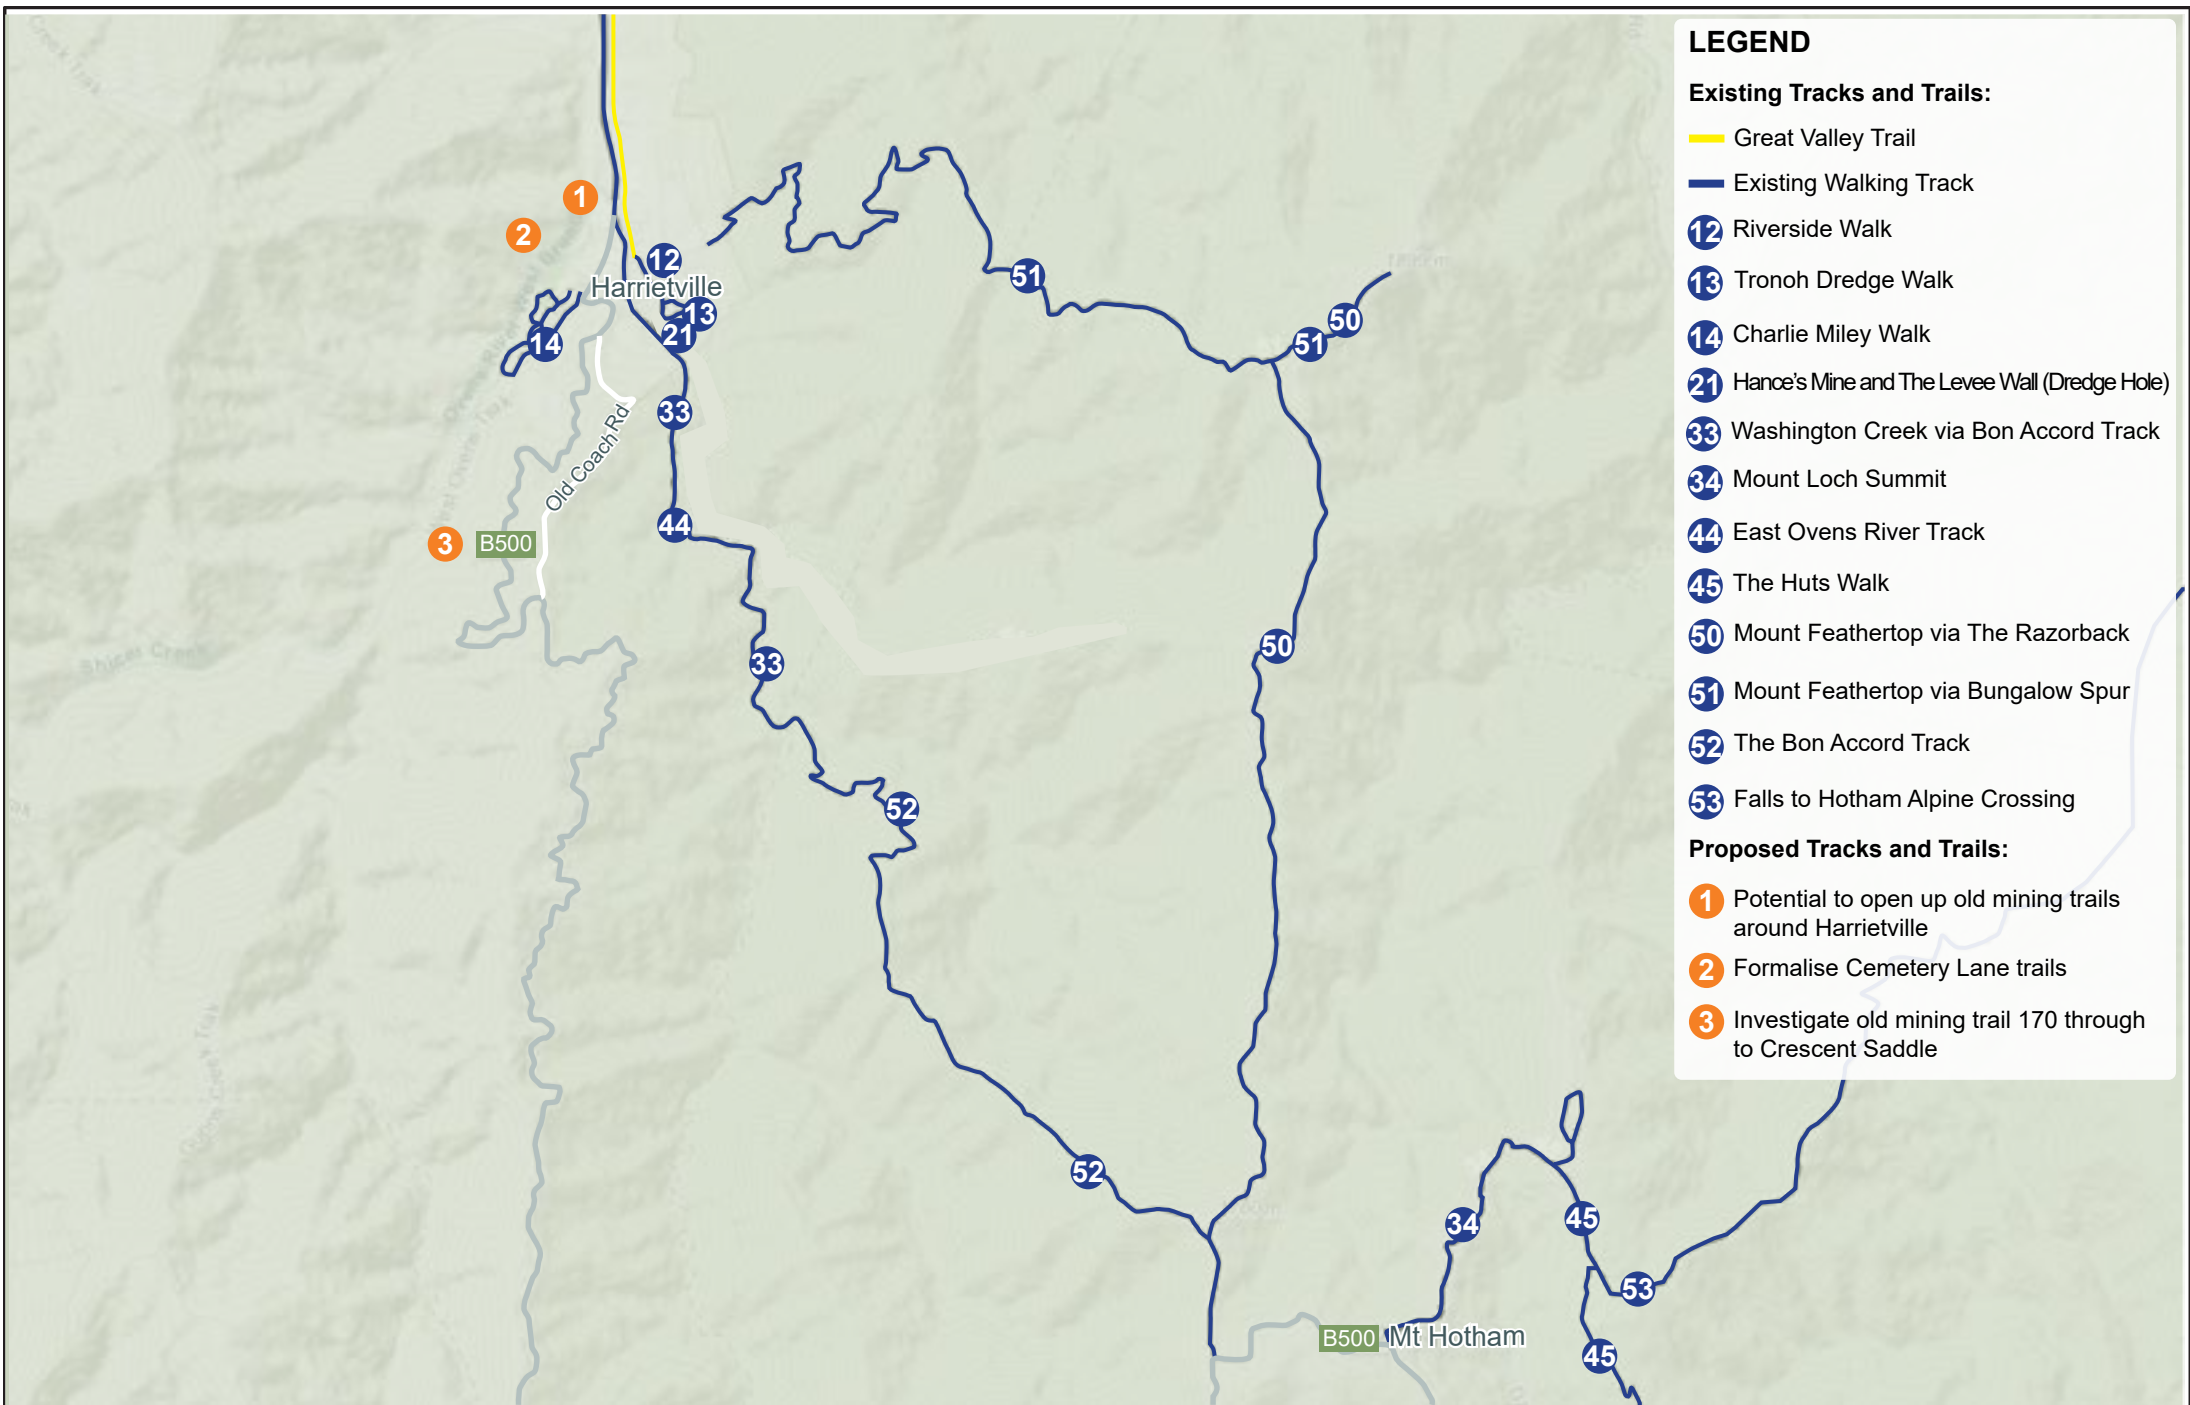 LEGEND
Existing Tracks and Trails:
Great Valley Trail
Existing Walking Track
12 Riverside Walk
13 Tronoh Dredge Walk
14 Charlie Miley Walk
21 Hance's Mine and The Levee Wall (Dredge Hole)
33 Washington Creek via Bon Accord Track
34 Mount Loch Summit
44 East Ovens River Track
45 The Huts Walk
50 Mount Feathertop via The Razorback
51 Mount Feathertop via Bungalow Spur
52 The Bon Accord Track
53 Falls to Hotham Alpine Crossing
Proposed Tracks and Trails:
1 Potential to open up old mining trails
around Harrietville
2 Formalise Cemetery Lane trails
3 Investigate old mining trail 170 through
to Crescent Saddle
1
2
12
Harrietville
13
21
14
51
50
51
33
Old Coach Rd
44
3
B500
33
50
52
52
34
45
53
B500
Mt Hotham
45